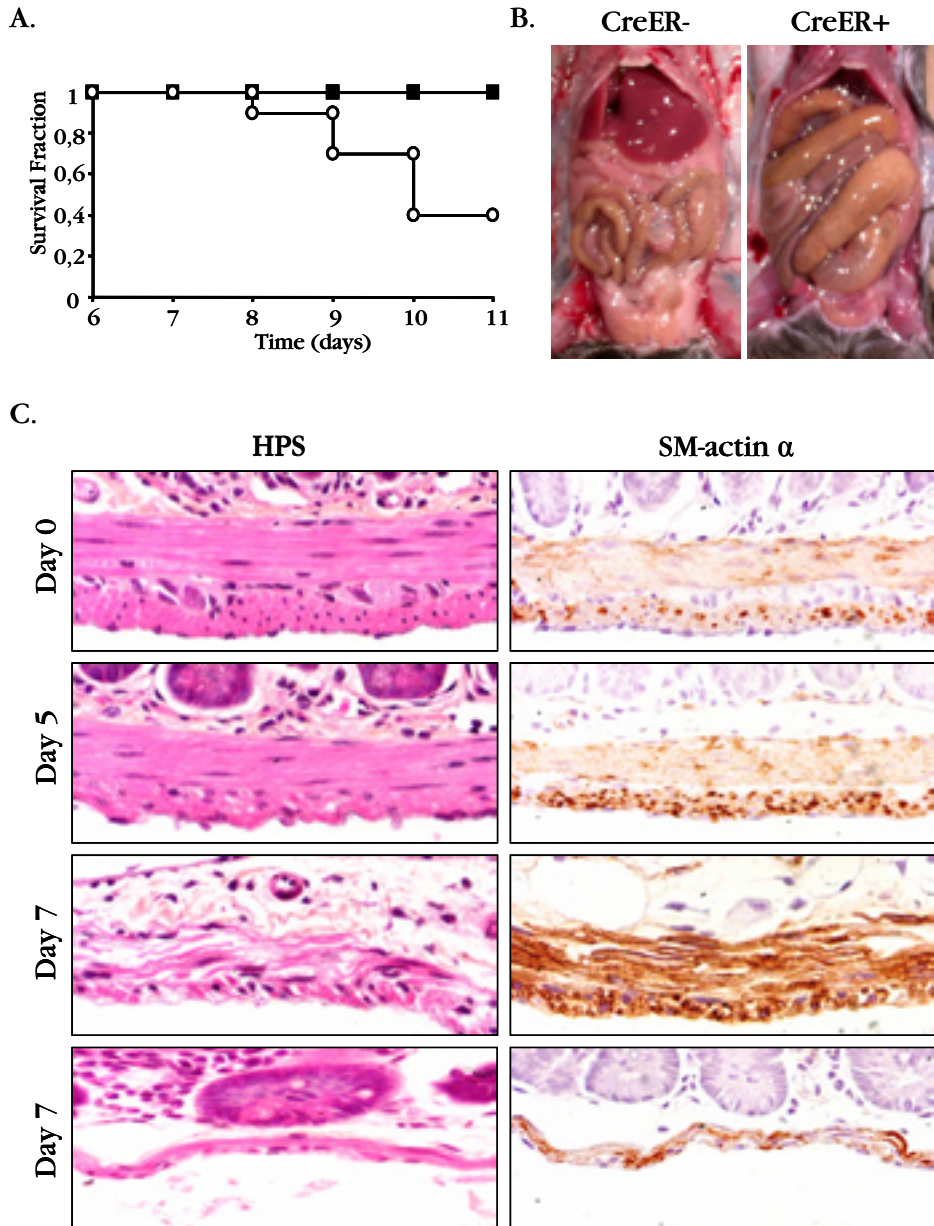 A.
1
0,8
0,6
0,4
0,2
0
Survival Fraction
6 7 8 9 10 11
Time (days)
B.
CreER- CreER+
C.
HPS SM-actin α
Day 0
Day 5
Day 7
Day 7